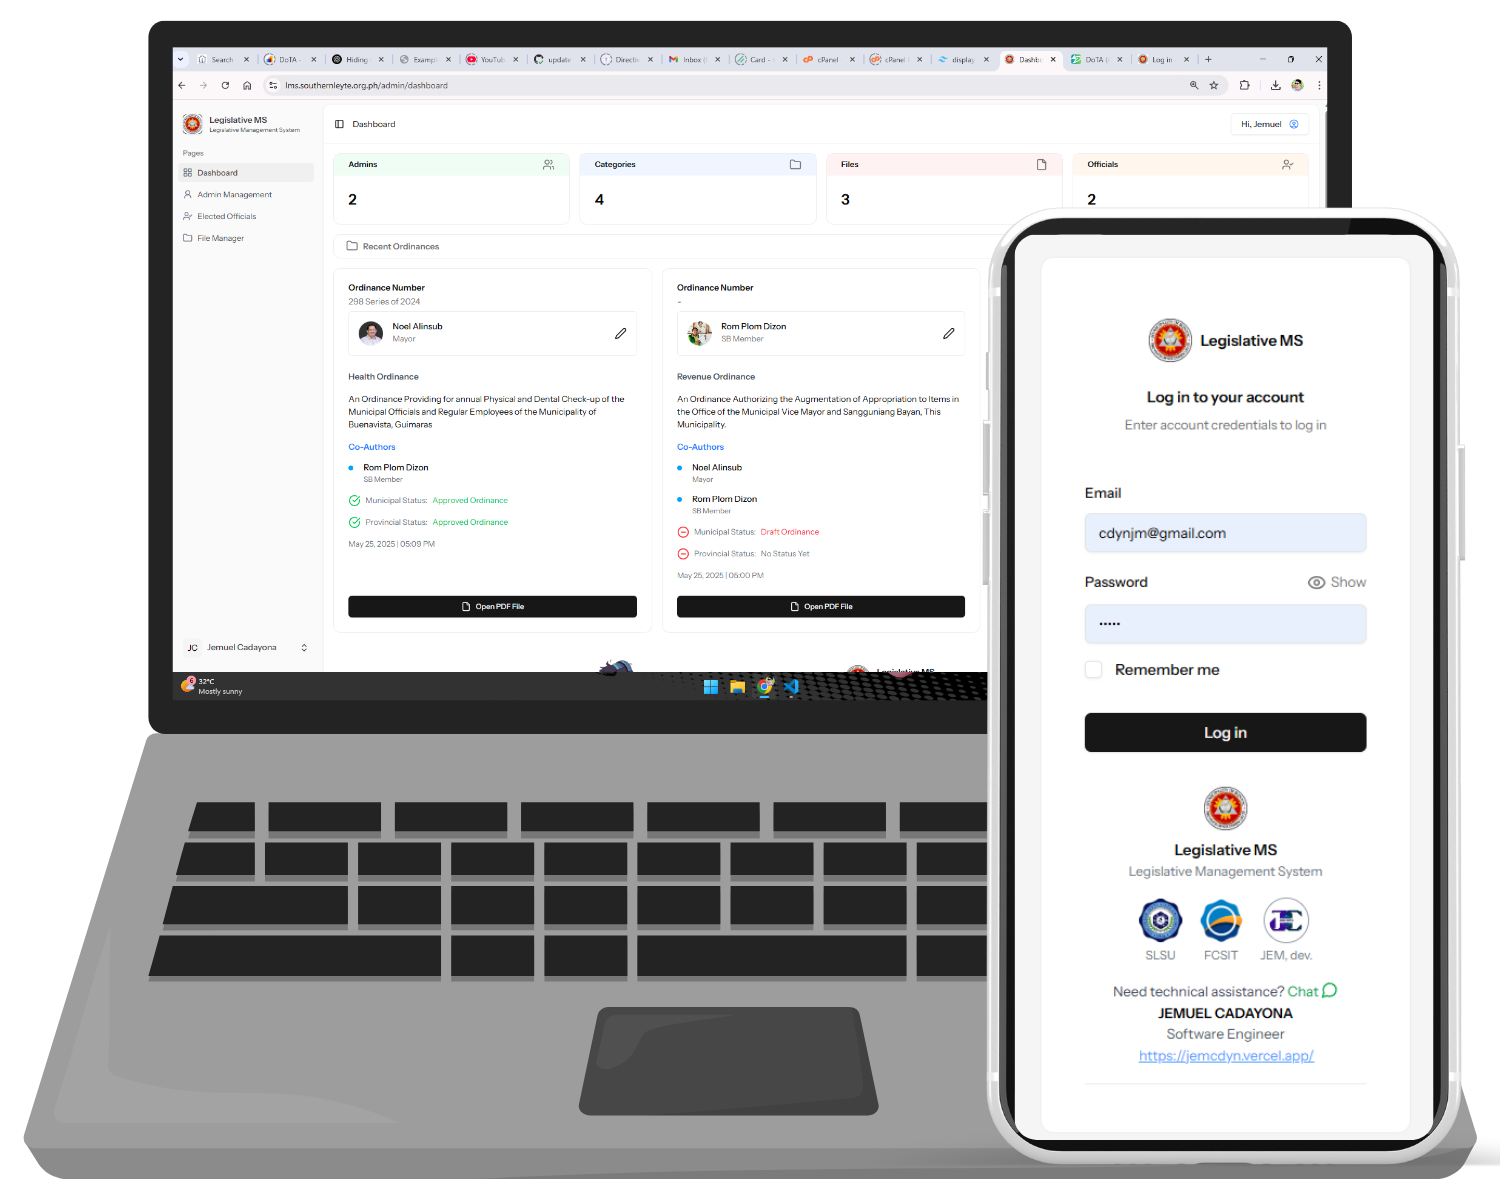 Search
DoTA -
Hiding
Exampl
YouTub
update
Directi
Inbox (
Card -
cPanel
cPanel
display
Dashb
DoTA (
Log in
lms.southernleyte.org.ph/admin/dashboard
Legislative MS
Legislative Management System
Pages
Dashboard
Admin Management
Elected Officials
File Manager
JC Jemuel Cadayona
Dashboard
Hi, Jemuel
Admins
2
Categories
4
Files
3
Officials
2
Recent Ordinances
Ordinance Number
298 Series of 2024
Noel Alinsub
Mayor
Health Ordinance
An Ordinance Providing for annual Physical and Dental Check-up of the
Municipal Officials and Regular Employees of the Municipality of
Buenavista, Guimaras
Co-Authors
Rom Plom Dizon
SB Member
Municipal Status: Approved Ordinance
Provincial Status: Approved Ordinance
May 25, 2025 | 05:09 PM
Open PDF File
Ordinance Number
-
Rom Plom Dizon
SB Member
Revenue Ordinance
An Ordinance Authorizing the Augmentation of Appropriation to Items in
the Office of the Municipal Vice Mayor and Sangguniang Bayan, This
Municipality.
Co-Authors
Noel Alinsub
Mayor
Rom Plom Dizon
SB Member
Municipal Status: Draft Ordinance
Provincial Status: No Status Yet
May 25, 2025 | 05:00 PM
Open PDF File
Legislative MS
6
32°C
Mostly sunny
Legislative MS
Log in to your account
Enter account credentials to log in
Email
cdynjm@gmail.com
Password
Show
•••••
Remember me
Log in
Legislative MS
Legislative Management System
SLSU
FCSIT
JEM, dev.
Need technical assistance? Chat
JEMUEL CADAYONA
Software Engineer
https://jemcdyn.vercel.app/